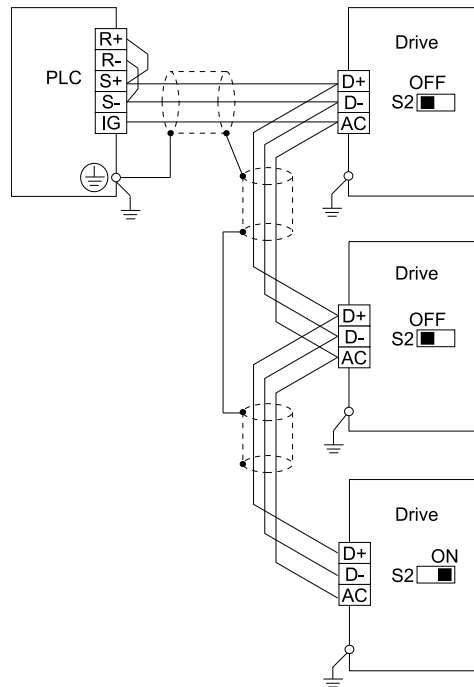 PLC
R+
R-
S+
S-
IG
Drive
D+
D-
AC
OFF
S2
Drive
D+
D-
AC
OFF
S2
Drive
D+
D-
AC
ON
S2